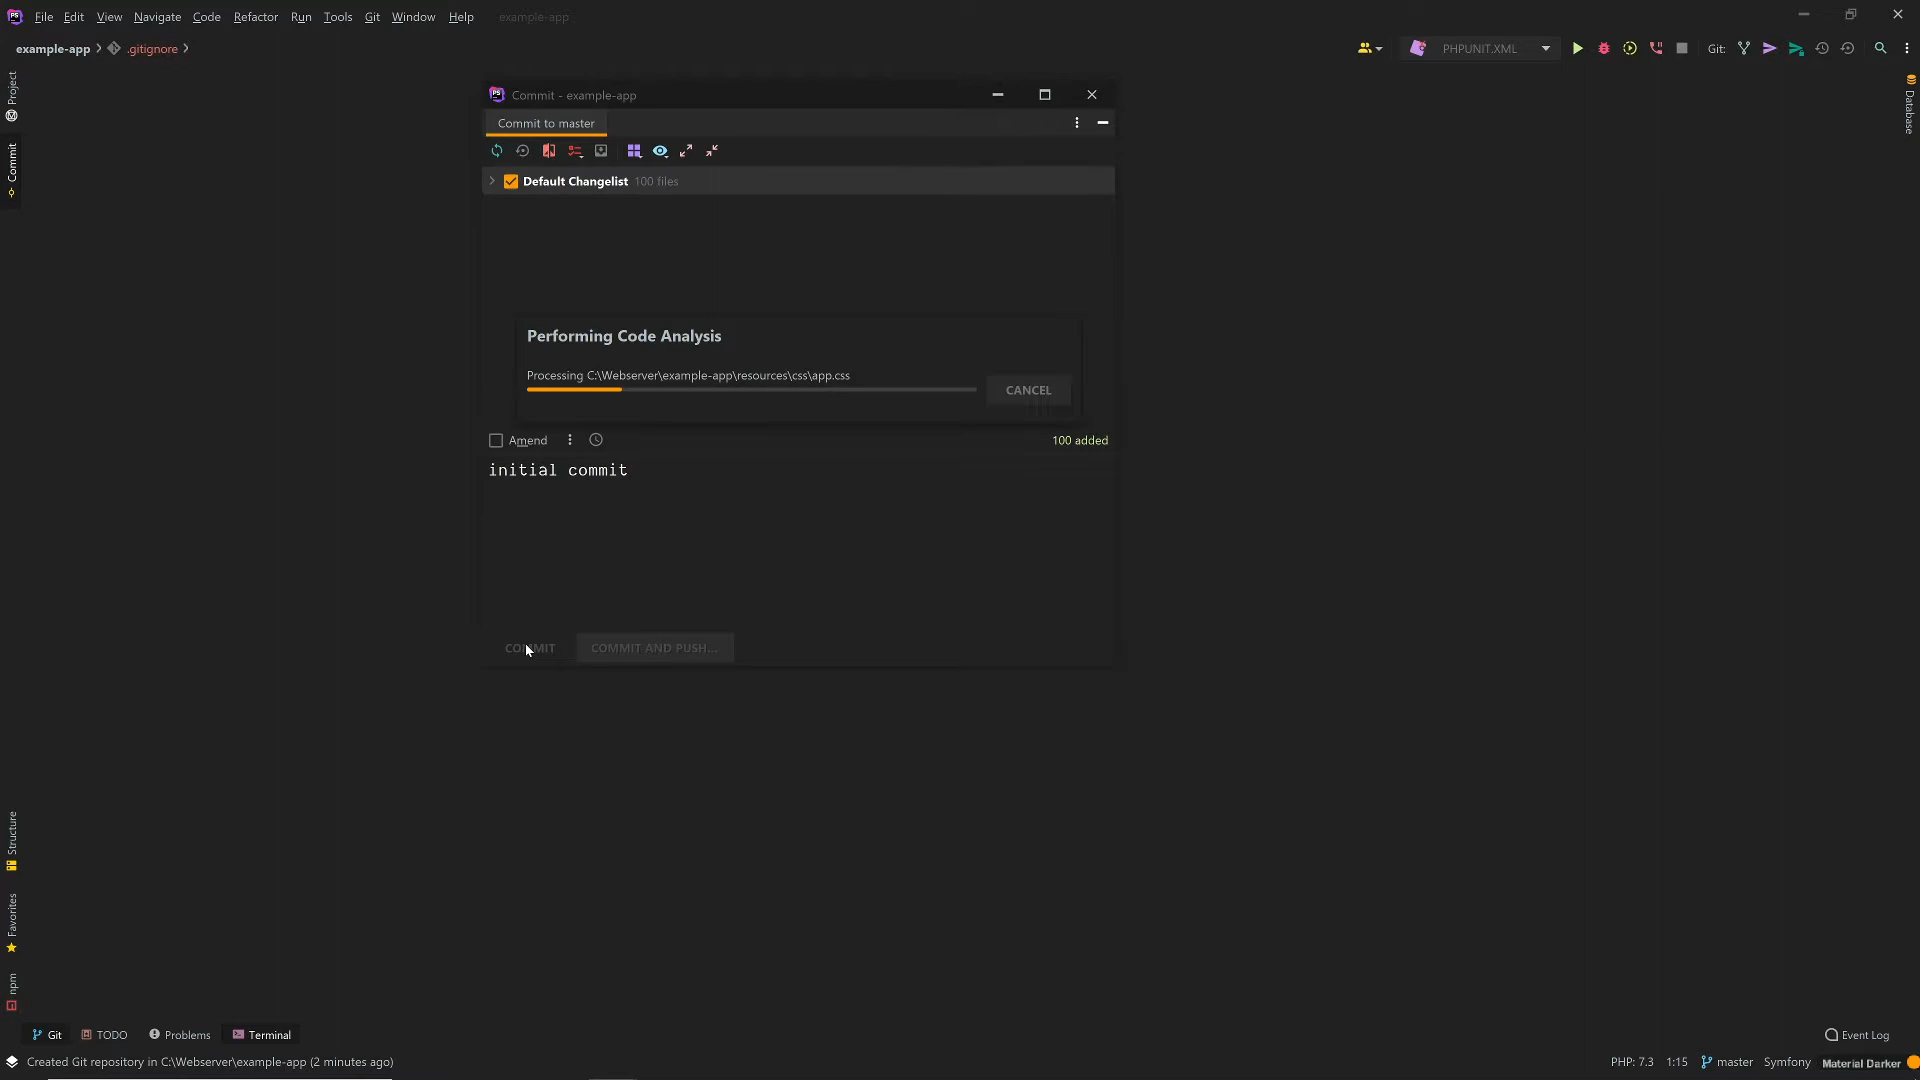 File Edit View Navigate Code Refactor Run Tools Git Window Help example-app
example-app .gitignore PHPUNIT.XML Git:
Project
Commit
Database
Commit - example-app
Commit to master
Default Changelist 100 files
Performing Code Analysis
Processing C:\Webserver\example-app\resources\css\app.css
CANCEL
Amend 100 added
initial commit
COMMIT COMMIT AND PUSH...
Structure
Favorites
npm
Git TODO Problems Terminal Event Log
Created Git repository in C:\Webserver\example-app (2 minutes ago) PHP: 7.3 1:15 master Symfony Material Darker